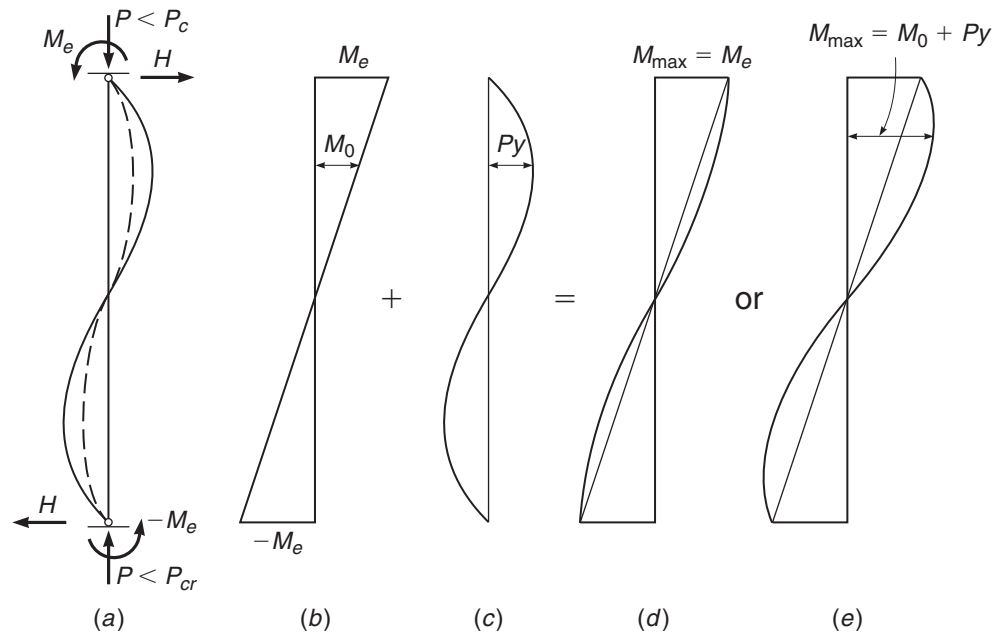 P < P_c
M_e
H
H
−M_e
P < P_cr
(a)
M_e
M_0
−M_e
(b)
+
Py
(c)
=
M_max = M_e
(d)
or
M_max = M_0 + Py
(e)